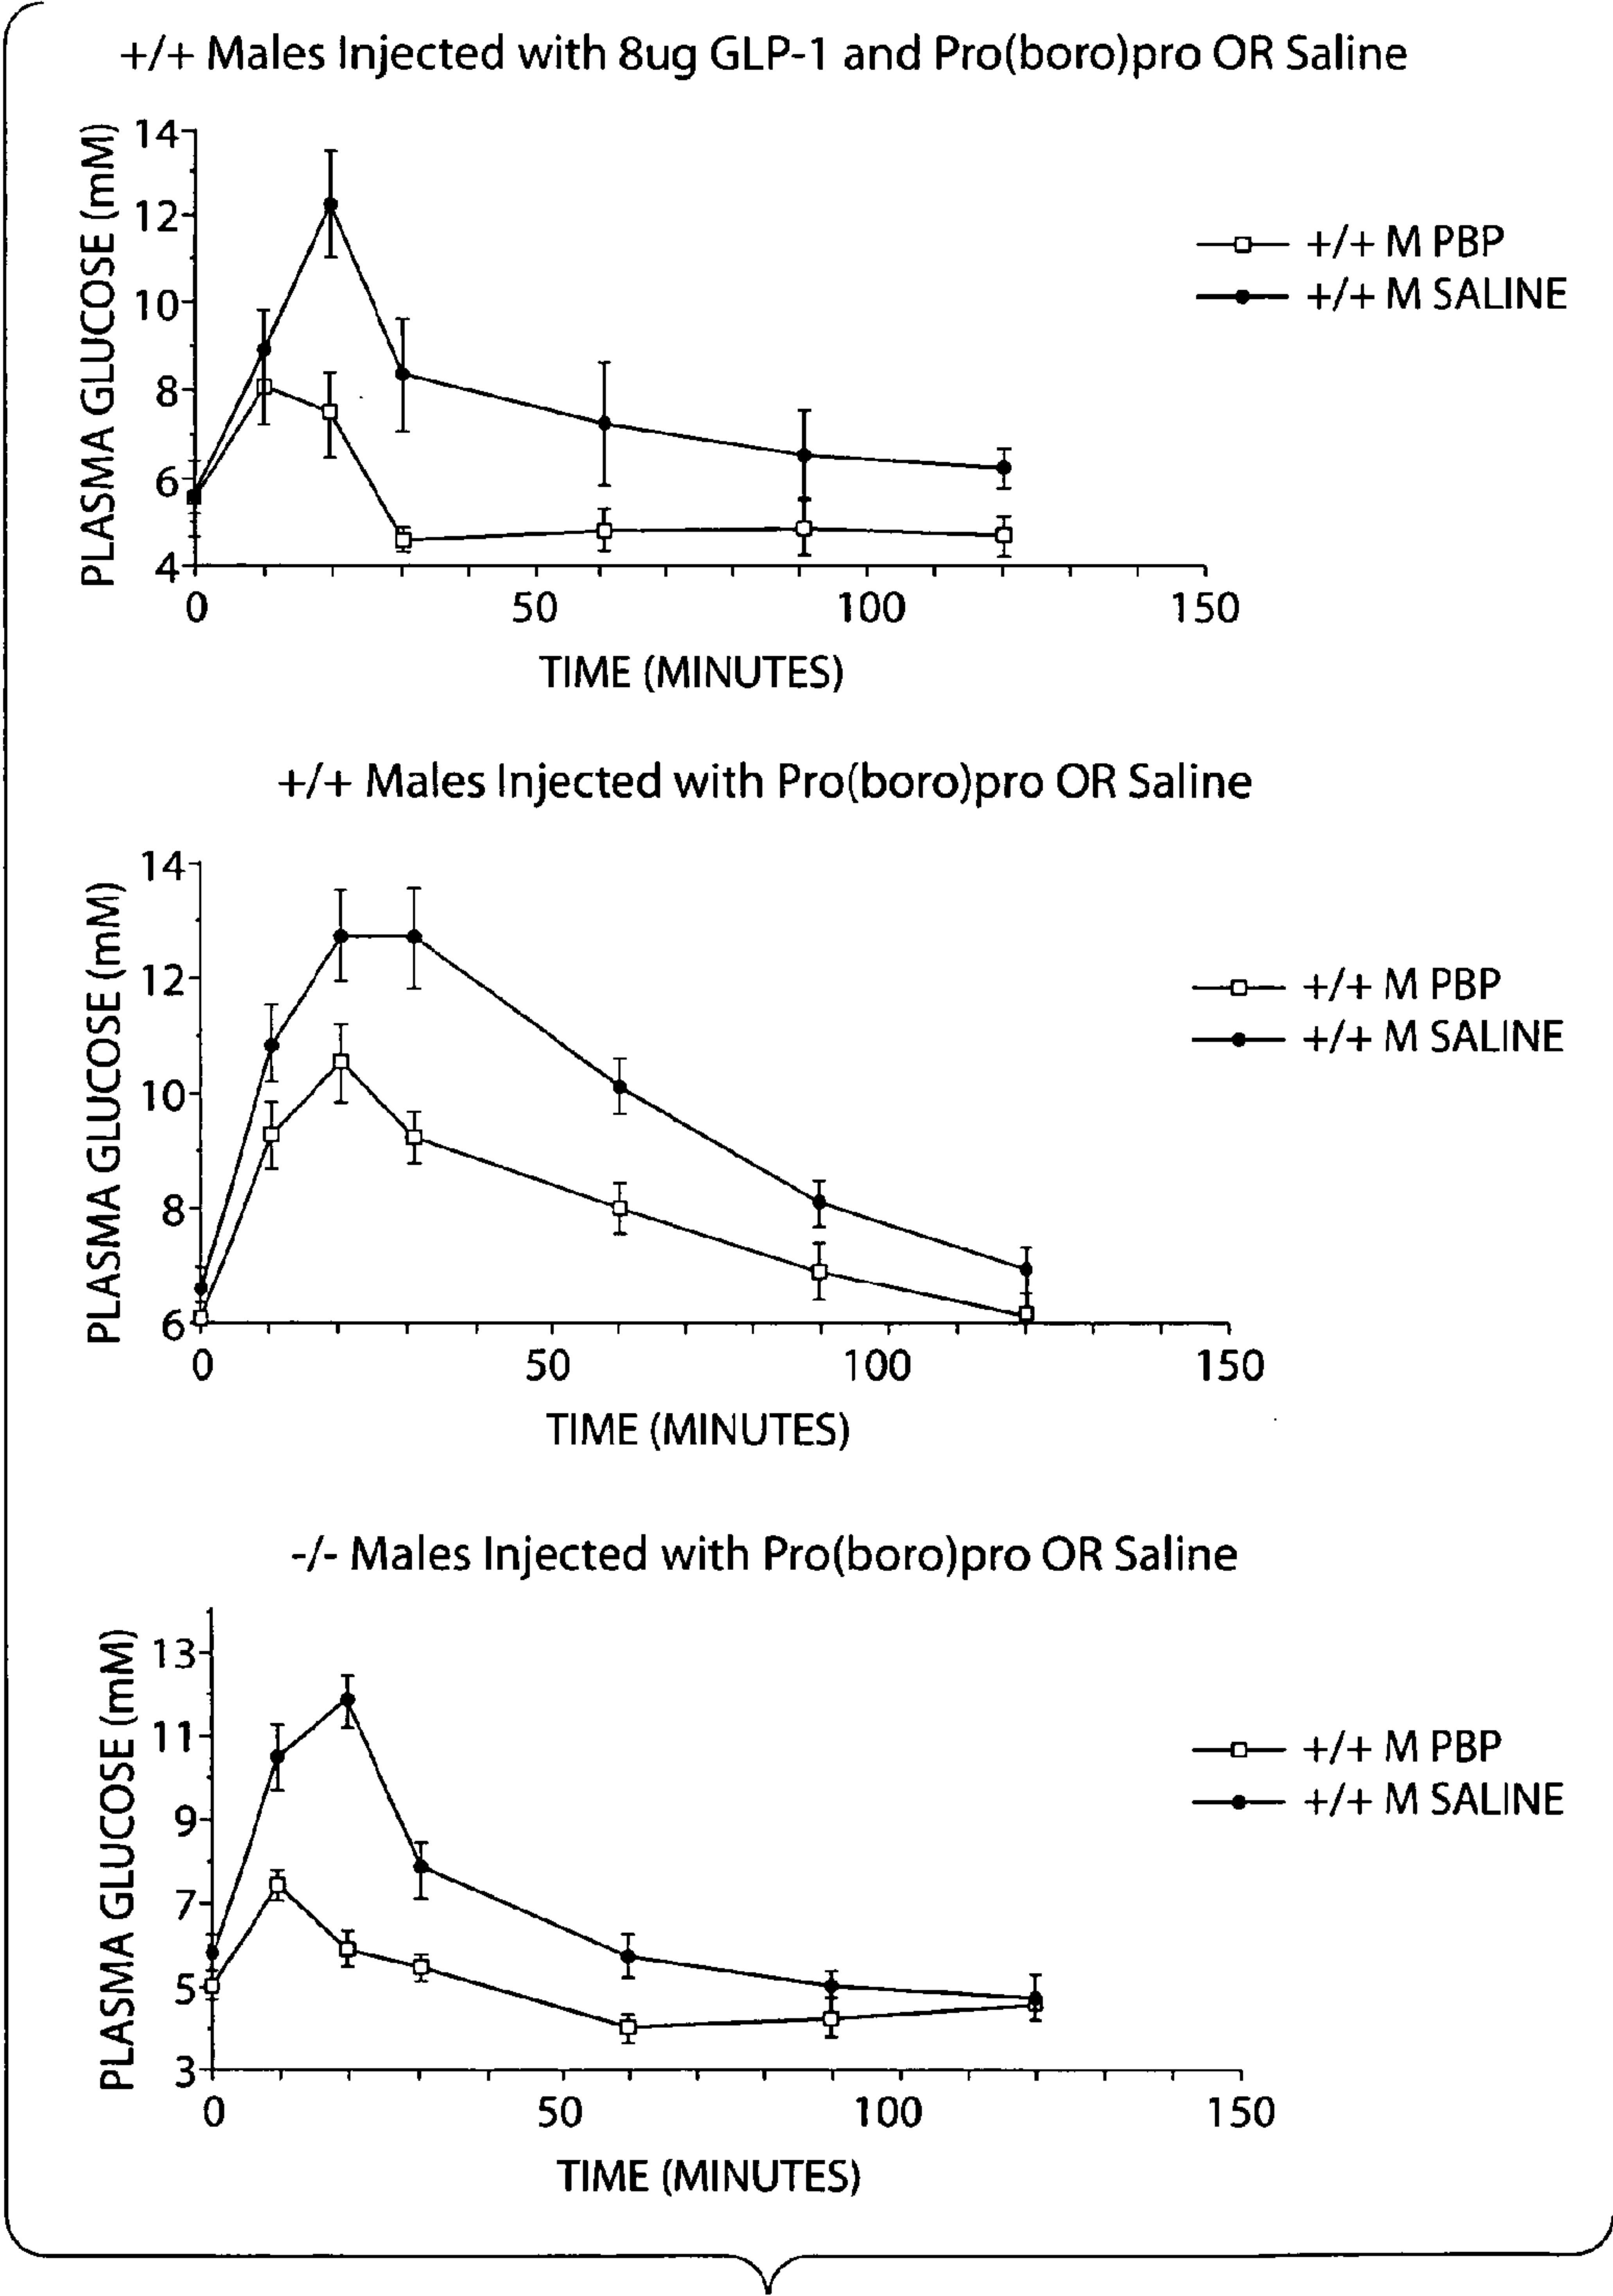 +/+ Males Injected with 8ug GLP-1 and Pro(boro)pro OR Saline
PLASMA GLUCOSE (mM)
14
12
10
8
6
4
0 50 100 150
TIME (MINUTES)
+/+ M PBP
+/+ M SALINE
+/+ Males Injected with Pro(boro)pro OR Saline
PLASMA GLUCOSE (mM)
14
12
10
8
6
0 50 100 150
TIME (MINUTES)
+/+ M PBP
+/+ M SALINE
-/- Males Injected with Pro(boro)pro OR Saline
PLASMA GLUCOSE (mM)
13
11
9
7
5
3
0 50 100 150
TIME (MINUTES)
+/+ M PBP
+/+ M SALINE